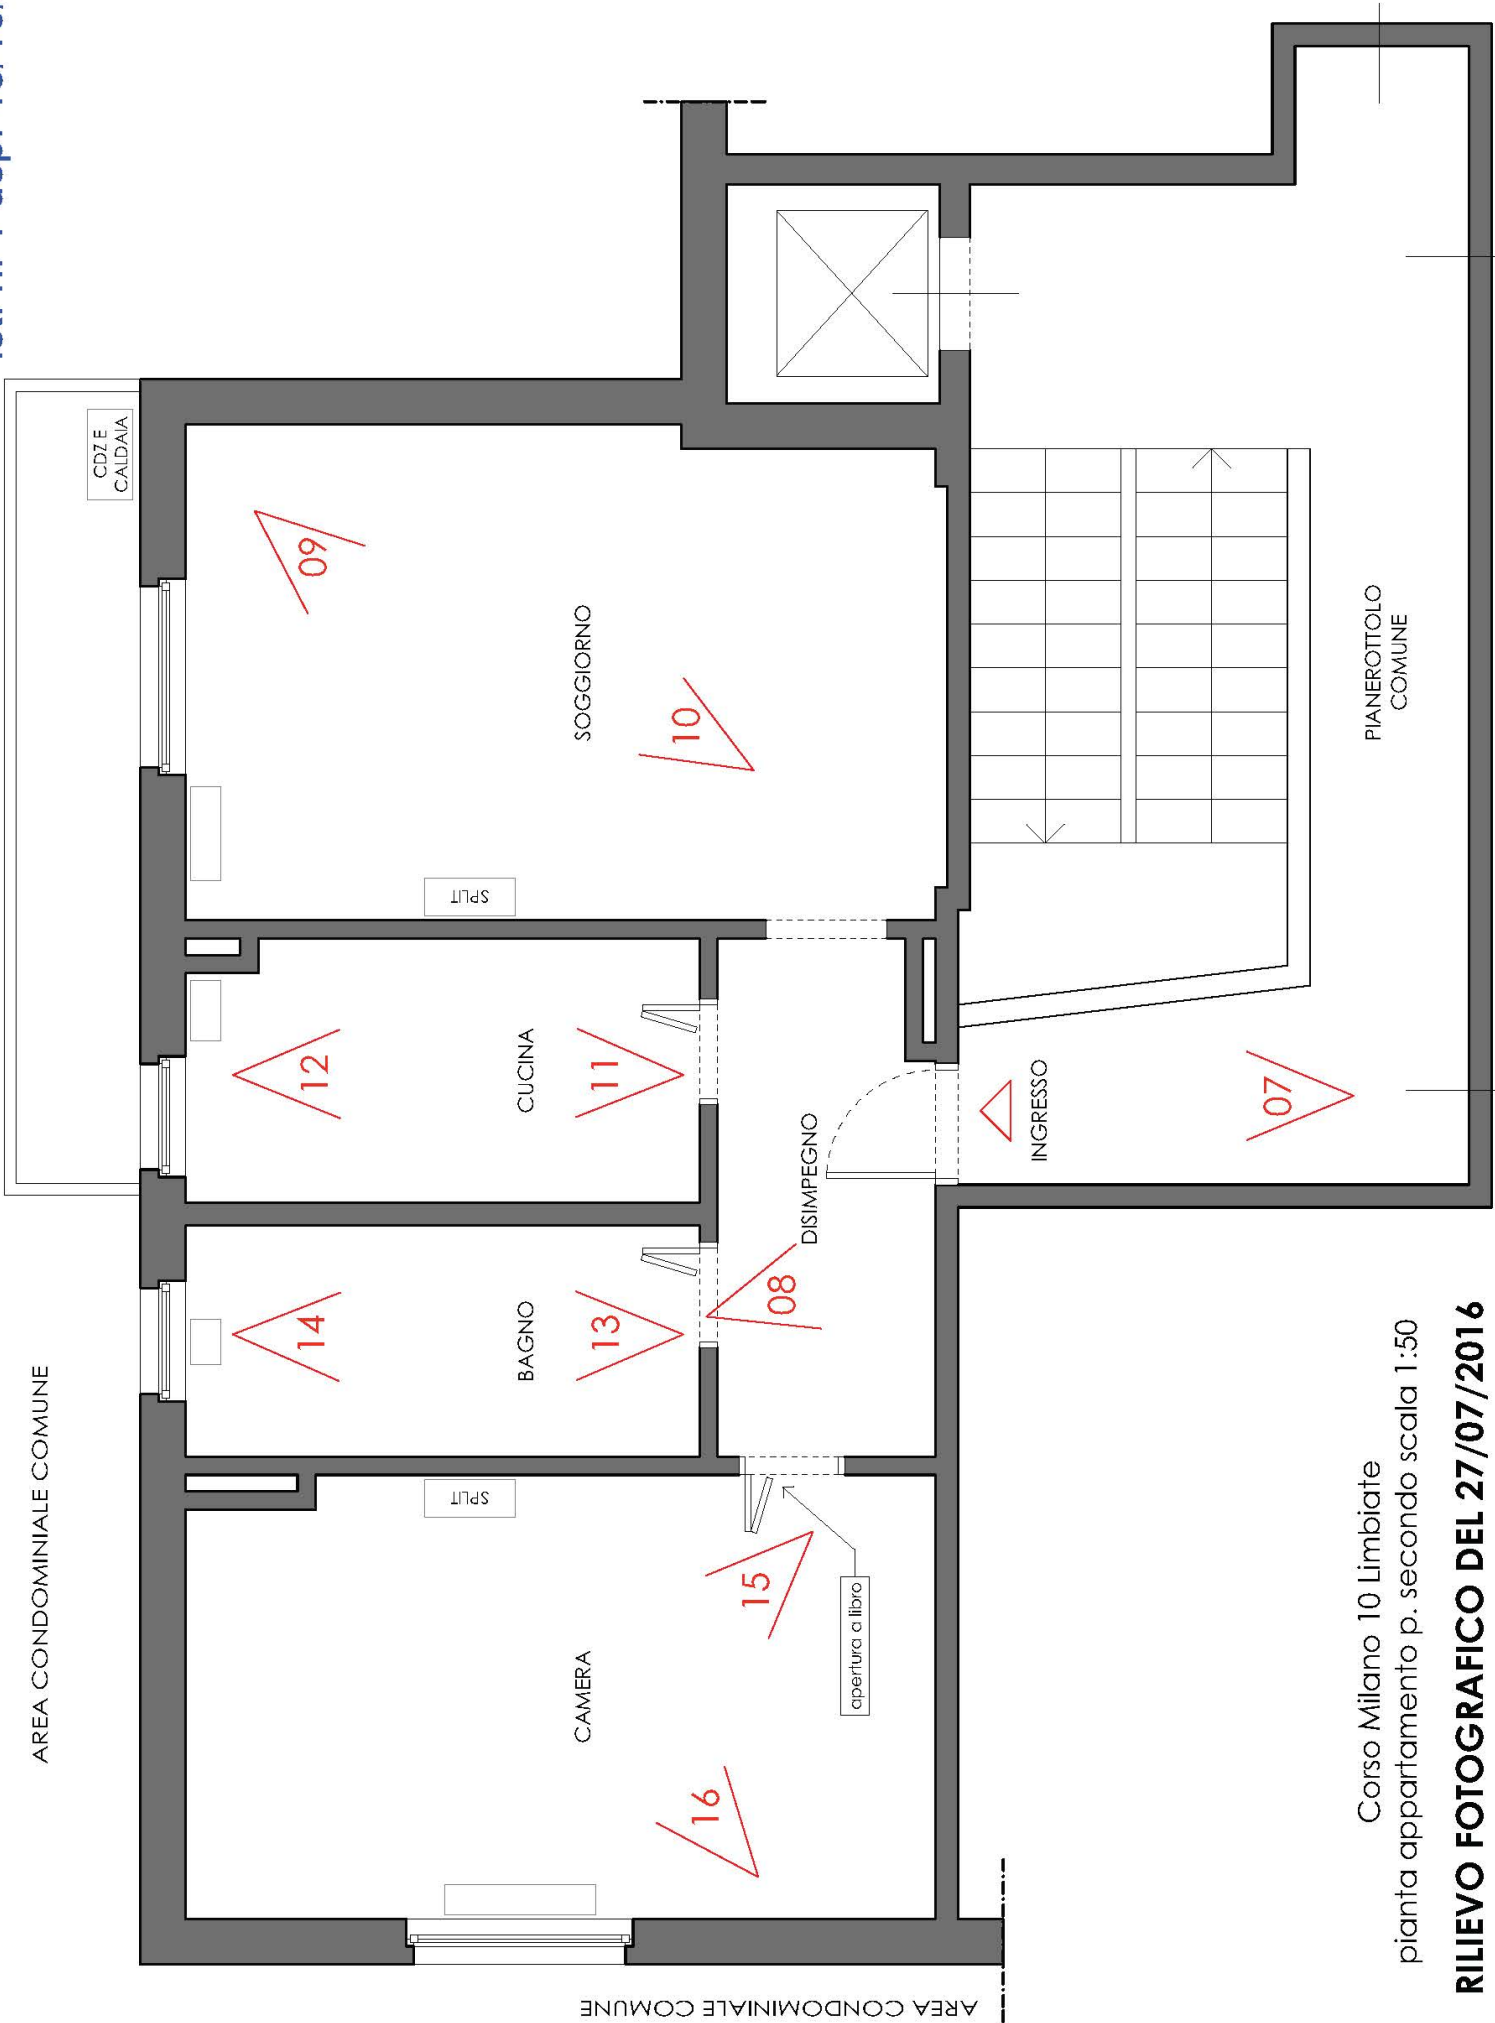 AREA CONDOMINIALE COMUNE
CDZ E
CALDAIA
09
SOGGIORNO
10
SPLIT
12
CUCINA
11
14
BAGNO
13
DISIMPEGNO
08
INGRESSO
07
PIANEROTTOLO
COMUNE
SPLIT
CAMERA
15
16
apertura a libro
AREA CONDOMINIALE COMUNE
Corso Milano 10 Limbiate
pianta appartamento p. secondo scala 1:50
RILIEVO FOTOGRAFICO DEL 27/07/2016